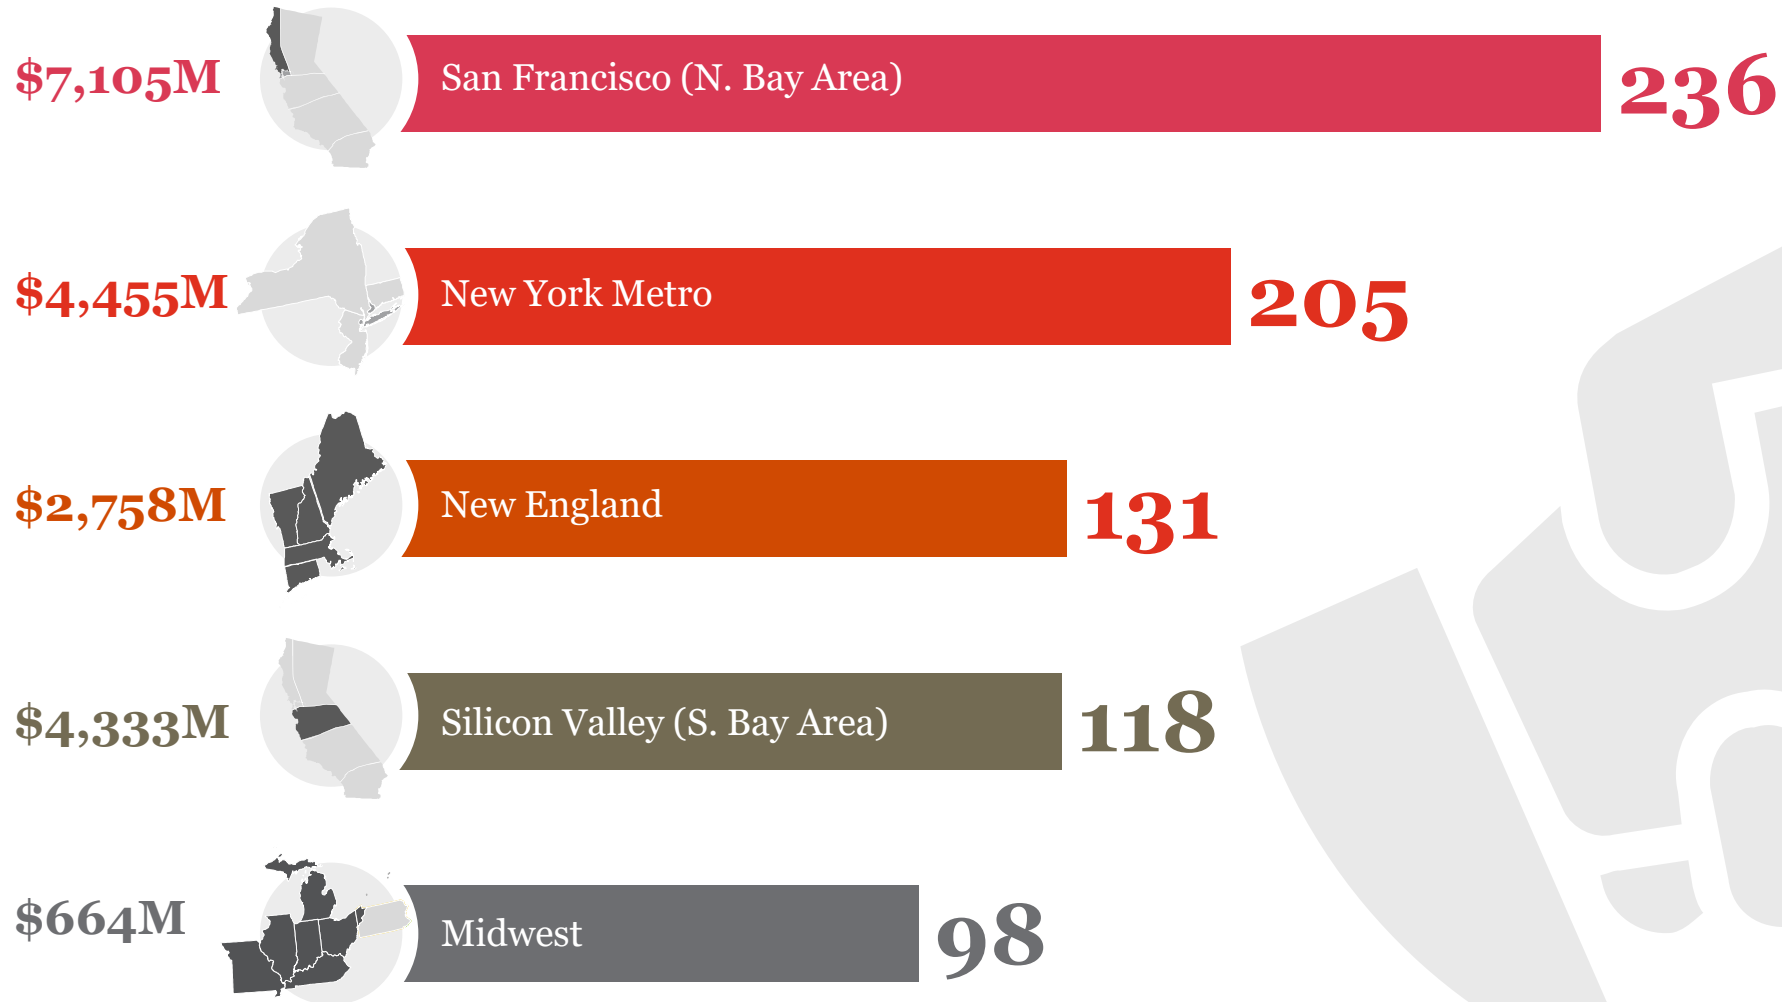 $7,105M
San Francisco (N. Bay Area)
236
$4,455M
New York Metro
205
$2,758M
New England
131
$4,333M
Silicon Valley (S. Bay Area)
118
$664M
Midwest
98